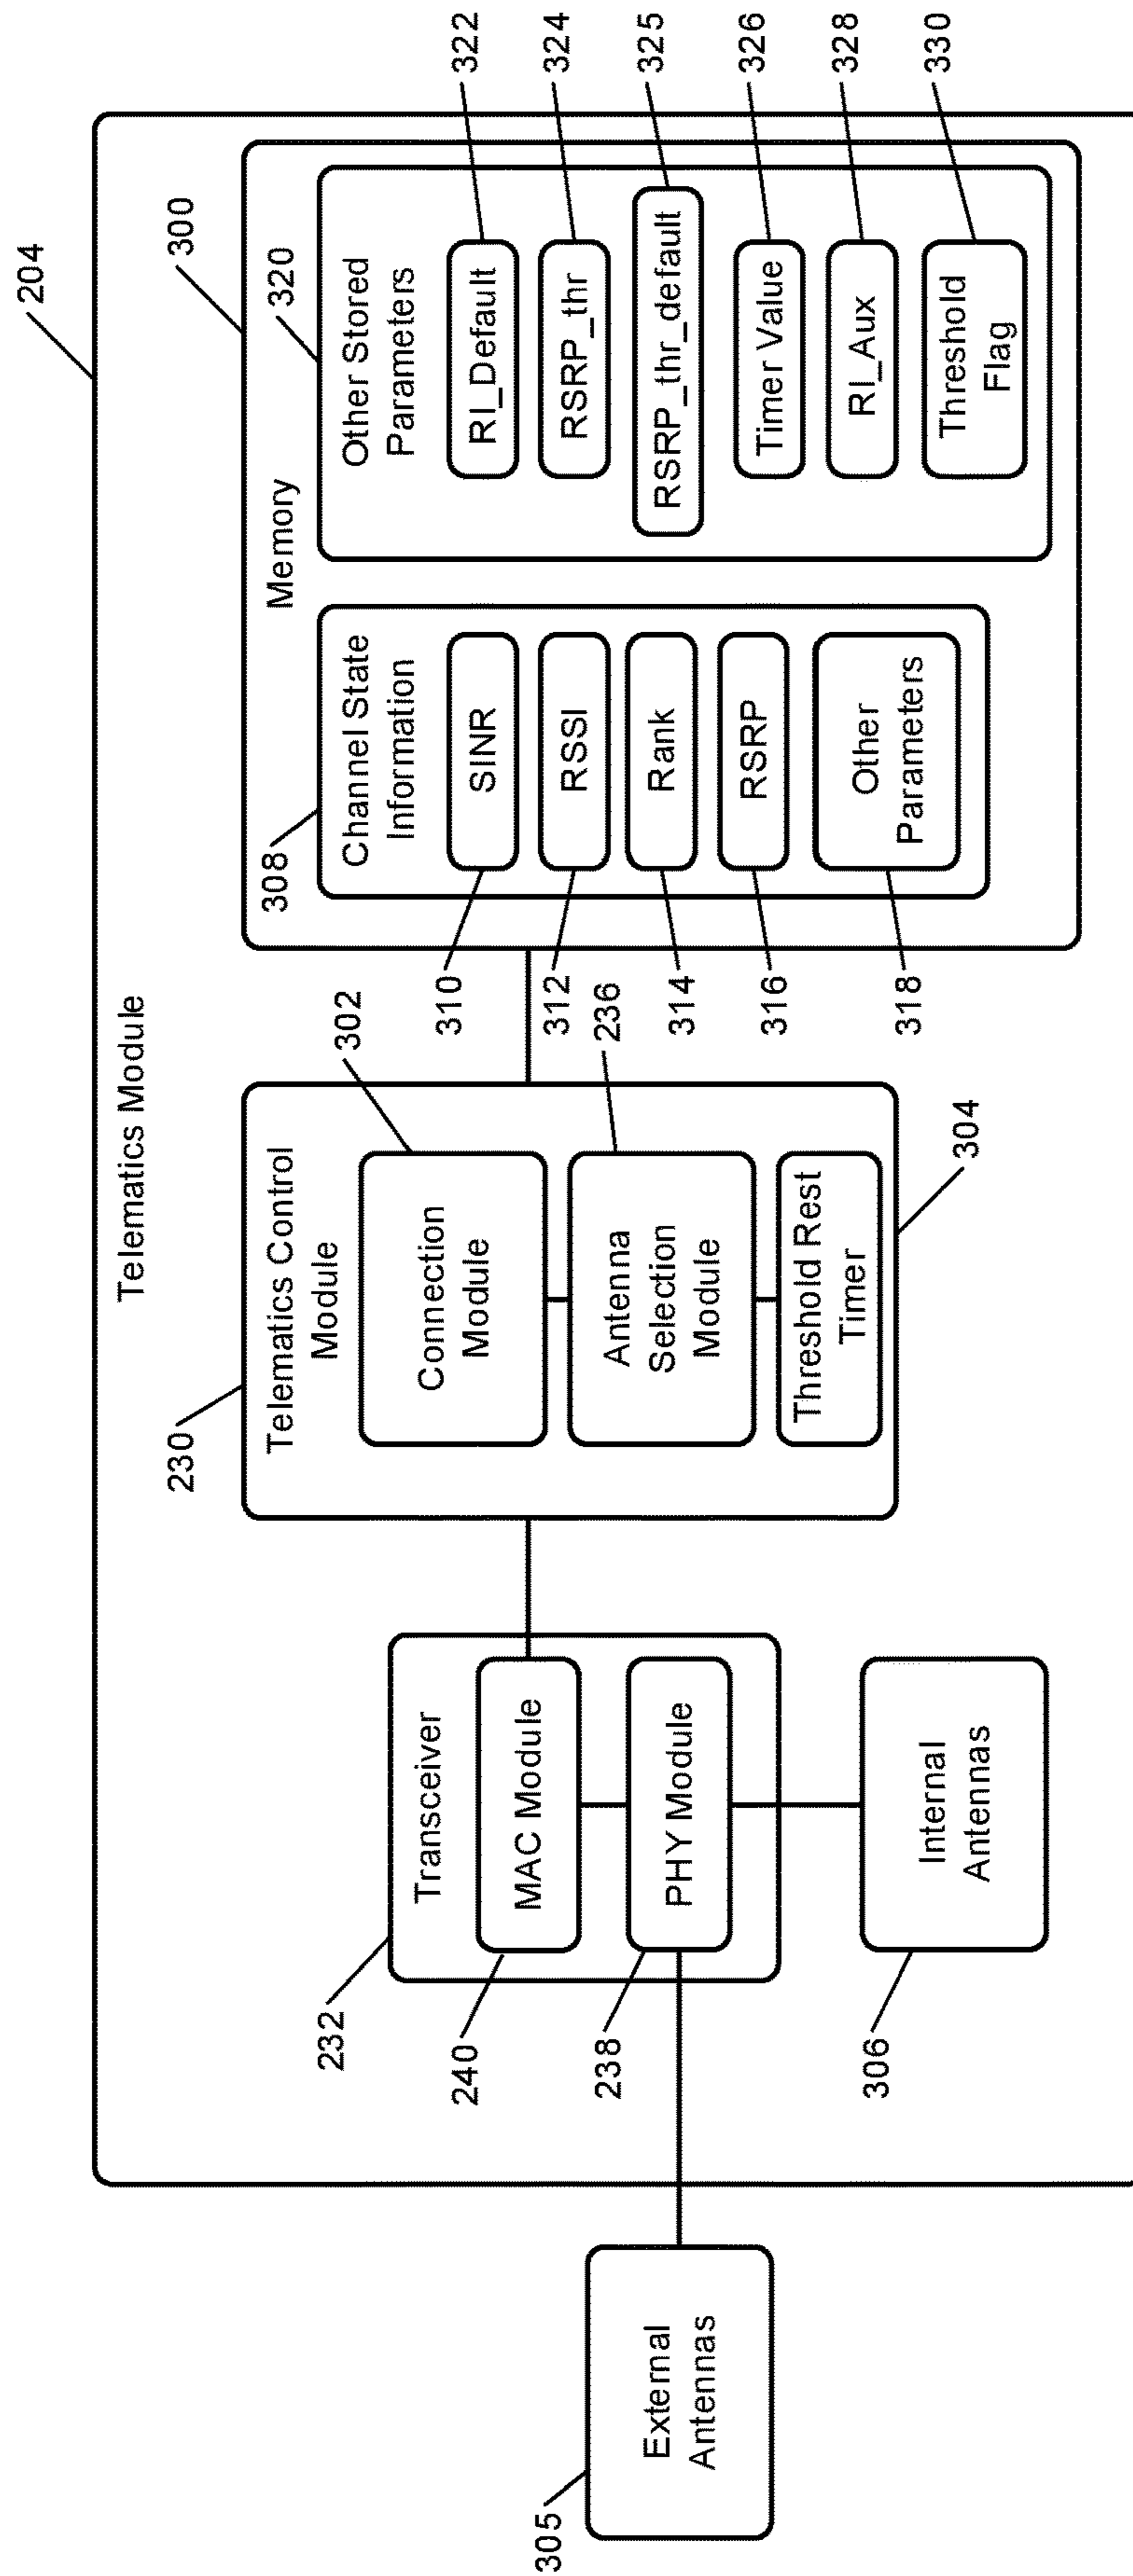 204
Telematics Module
300
Memory
308
Channel State
Information
SINR
310
RSSI
312
Rank
314
RSRP
316
Other
Parameters
318
320
Other Stored
Parameters
RI_Default
322
RSRP_thr
324
RSRP_thr_default
325
Timer Value
326
RI_Aux
328
Threshold
Flag
330
230
Telematics Control
Module
Connection
Module
302
Antenna
Selection
Module
236
Threshold Rest
Timer
304
232
Transceiver
MAC Module
240
PHY Module
238
Internal
Antennas
306
External
Antennas
305